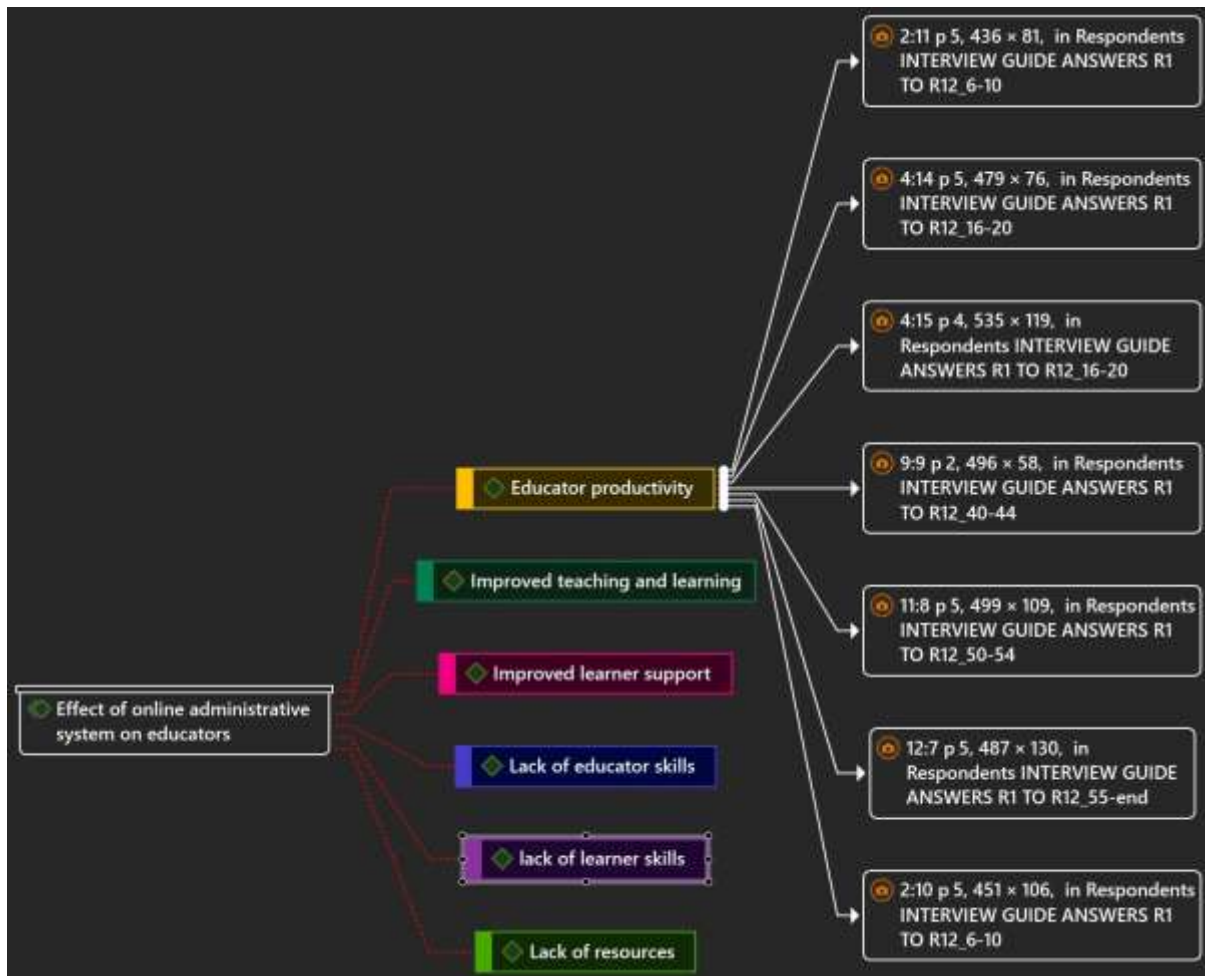 2:11 p 5, 436 × 81, in Respondents
INTERVIEW GUIDE ANSWERS R1
TO R12_6-10
4:14 p 5, 479 × 76, in Respondents
INTERVIEW GUIDE ANSWERS R1
TO R12_16-20
4:15 p 4, 535 × 119, in
Respondents INTERVIEW GUIDE
ANSWERS R1 TO R12_16-20
9:9 p 2, 496 × 58, in Respondents
INTERVIEW GUIDE ANSWERS R1
TO R12_40-44
11:8 p 5, 499 × 109, in Respondents
INTERVIEW GUIDE ANSWERS R1
TO R12_50-54
12:7 p 5, 487 × 130, in
Respondents INTERVIEW GUIDE
ANSWERS R1 TO R12_55-end
2:10 p 5, 451 × 106, in Respondents
INTERVIEW GUIDE ANSWERS R1
TO R12_6-10
Educator productivity
Improved teaching and learning
Improved learner support
Lack of educator skills
lack of learner skills
Lack of resources
Effect of online administrative
system on educators